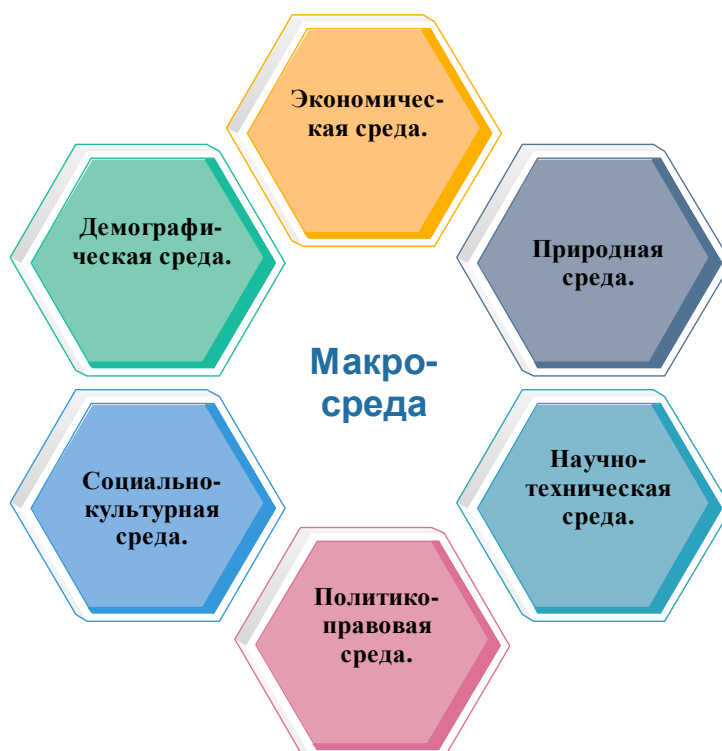 Экономичес-
кая среда.
Демографи-
ческая среда.
Природная
среда.
Макро-
среда
Социально-
культурная
среда.
Научно-
техническая
среда.
Политико-
правовая
среда.